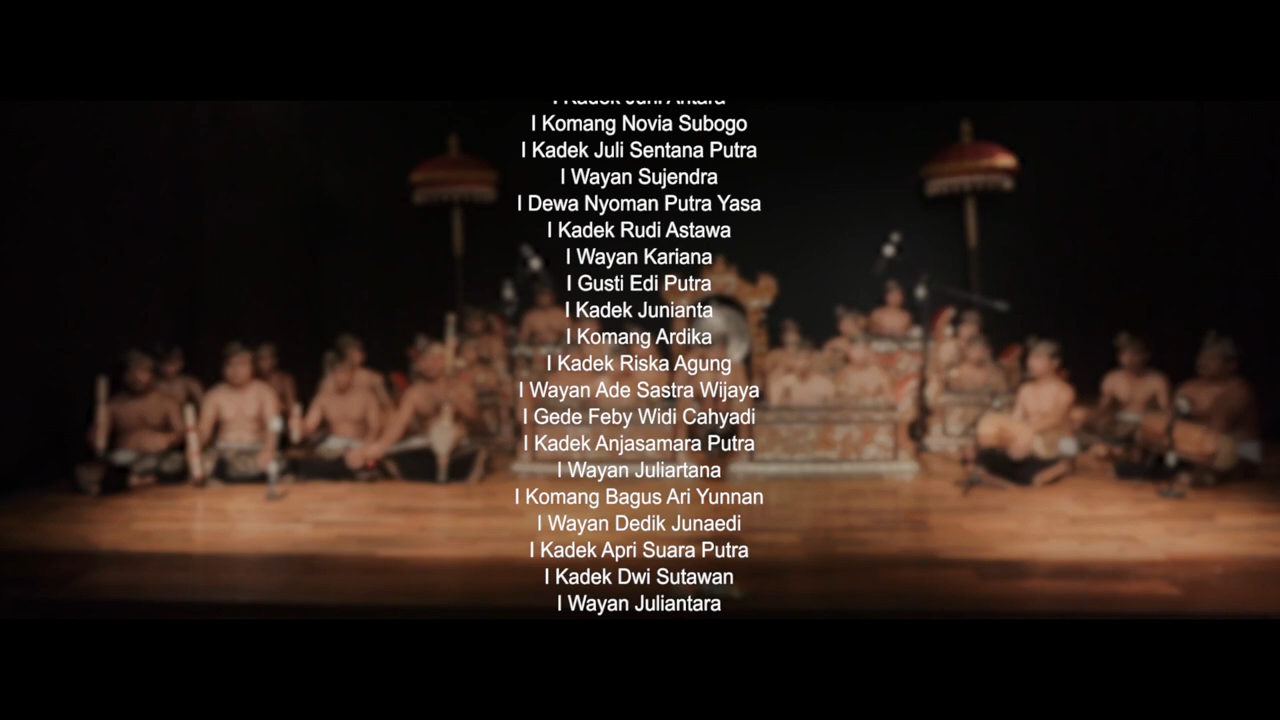 I Kadek Juni Antara
I Komang Novia Subogo
I Kadek Juli Sentana Putra
I Wayan Sujendra
I Dewa Nyoman Putra Yasa
I Kadek Rudi Astawa
I Wayan Kariana
I Gusti Edi Putra
I Kadek Junianta
I Komang Ardika
I Kadek Riska Agung
I Wayan Ade Sastra Wijaya
I Gede Feby Widi Cahyadi
I Kadek Anjasamara Putra
I Wayan Juliartana
I Komang Bagus Ari Yunnan
I Wayan Dedik Junaedi
I Kadek Apri Suara Putra
I Kadek Dwi Sutawan
I Wayan Juliantara